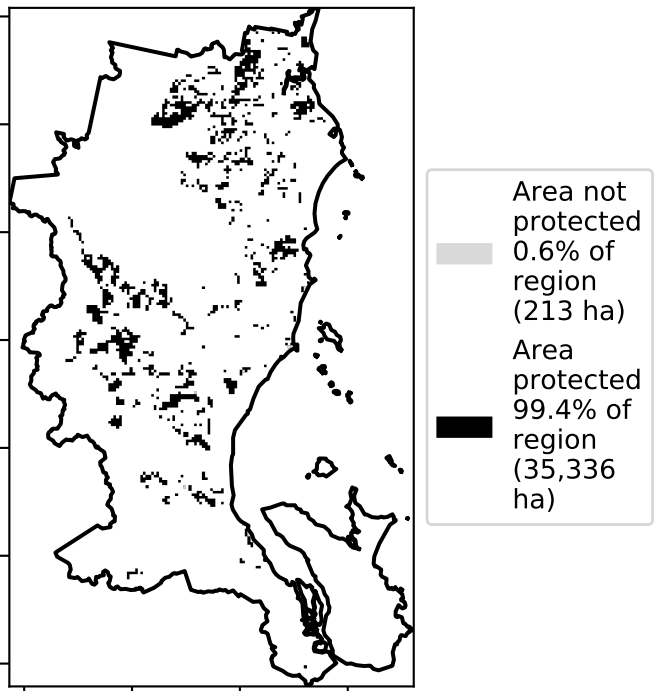 Area not
protected
0.6% of
region
(213 ha)
Area
protected
99.4% of
region
(35,336
ha)